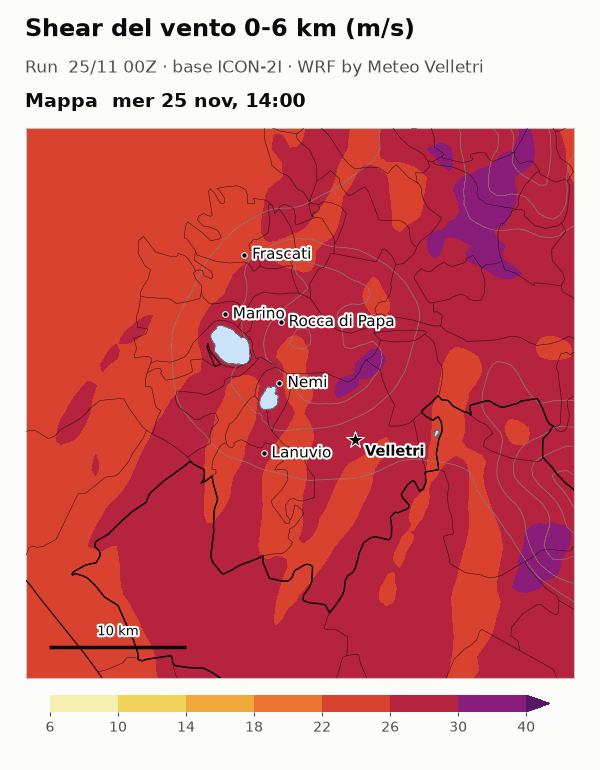 Shear del vento 0-6 km (m/s)
Run  25/11 00Z · base ICON-2I · WRF by Meteo Velletri
Mappa  mer 25 nov, 14:00
Frascati
Marino
Rocca di Papa
Nemi
Velletri
Lanuvio
10 km
6 10 14 18 22 26 30 40